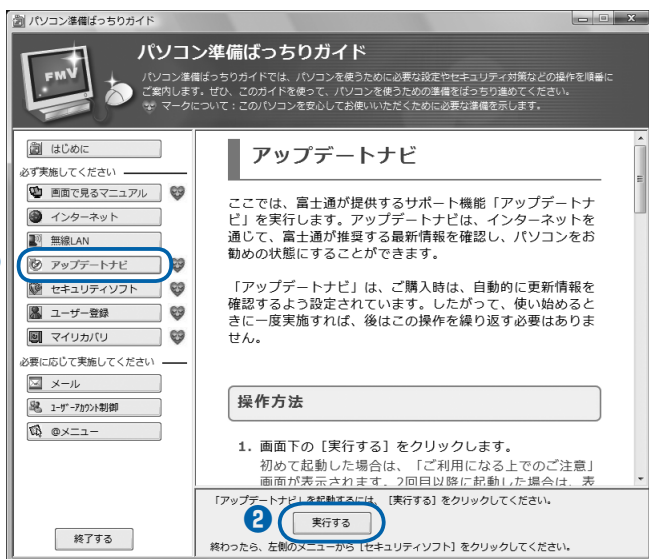 パソコン準備ばっちりガイド
FMV
パソコン準備ばっちりガイド
パソコン準備ばっちりガイドでは、パソコンを使うために必要な設定やセキュリティ対策などの操作を順番に
ご案内します。ぜひ、このガイドを使って、パソコンを使うための準備をばっちり進めてください。
マークについて：このパソコンを安心してお使いいただくために必要な準備を示します。
はじめに
必ず実施してください
画面で見るマニュアル
インターネット
無線LAN
アップデートナビ
セキュリティソフト
ユーザー登録
マイリカバリ
必要に応じて実施してください
メール
ユーザーアカウント制御
@メニュー
終了する
アップデートナビ
ここでは、富士通が提供するサポート機能「アップデートナ
ビ」を実行します。アップデートナビは、インターネットを
通じて、富士通が推奨する最新情報を確認し、パソコンをお
勧めの状態にすることができます。
「アップデートナビ」は、ご購入時は、自動的に更新情報を
確認するよう設定されています。したがって、使い始めると
きに一度実施すれば、後はこの操作を繰り返す必要はありま
せん。
操作方法
1. 画面下の［実行する］をクリックします。
初めて起動した場合は、「ご利用になる上でのご注意」
画面が表示されます。2回目以降に起動した場合は、表
「アップデートナビ」を起動するには、［実行する］をクリックしてください。
2
実行する
終わったら、左側のメニューから［セキュリティソフト］をクリックしてください。